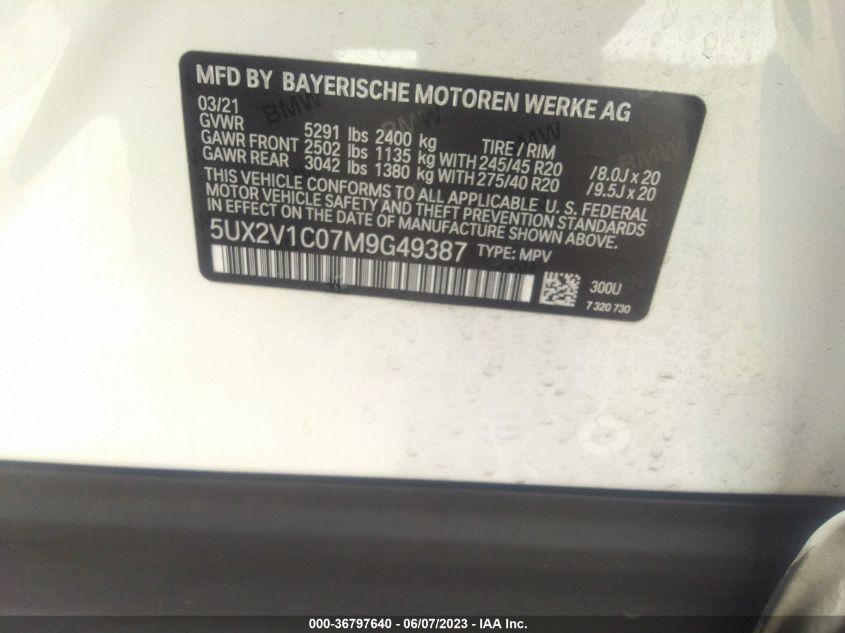 MFD BY BAYERISCHE MOTOREN WERKE AG
03/21
GVWR 5291 lbs 2400 kg TIRE / RIM
GAWR FRONT 2502 lbs 1135 kg WITH 245/45 R20 /8.0J x 20
GAWR REAR 3042 lbs 1380 kg WITH 275/40 R20 /9.5J x 20
THIS VEHICLE CONFORMS TO ALL APPLICABLE U. S. FEDERAL
MOTOR VEHICLE SAFETY AND THEFT PREVENTION STANDARDS
IN EFFECT ON THE DATE OF MANUFACTURE SHOWN ABOVE.
5UX2V1C07M9G49387 TYPE: MPV
300U
7 320 730
000-36797640 - 06/07/2023 - IAA Inc.